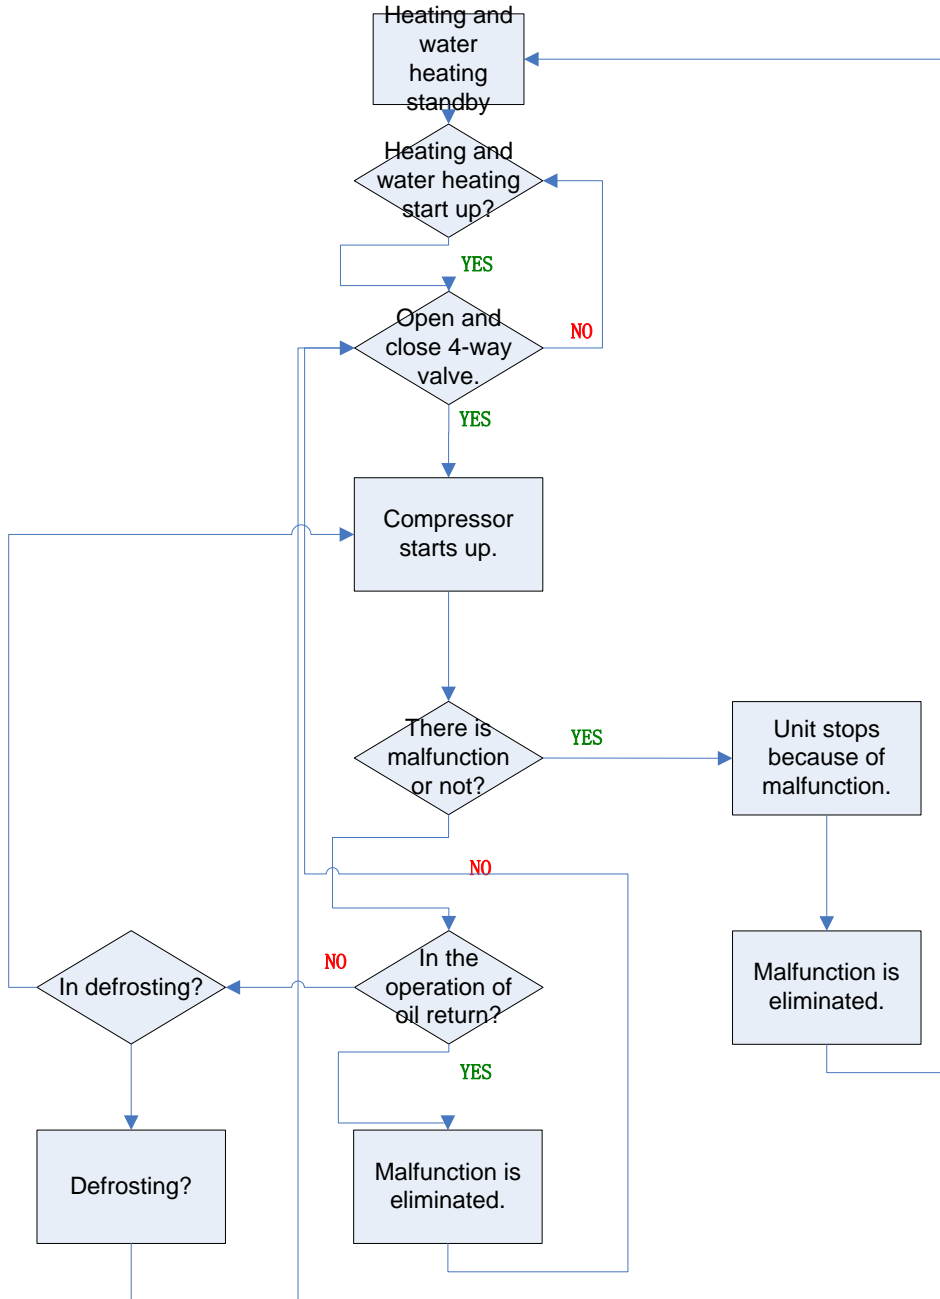 Heating and
water
heating
standby
Heating and
water heating
start up?
YES
Open and
close 4-way
valve.
NO
YES
Compressor
starts up.
There is
malfunction
or not?
YES
Unit stops
because of
malfunction.
NO
In defrosting?
NO
In the
operation of
oil return?
Malfunction is
eliminated.
YES
Defrosting?
Malfunction is
eliminated.